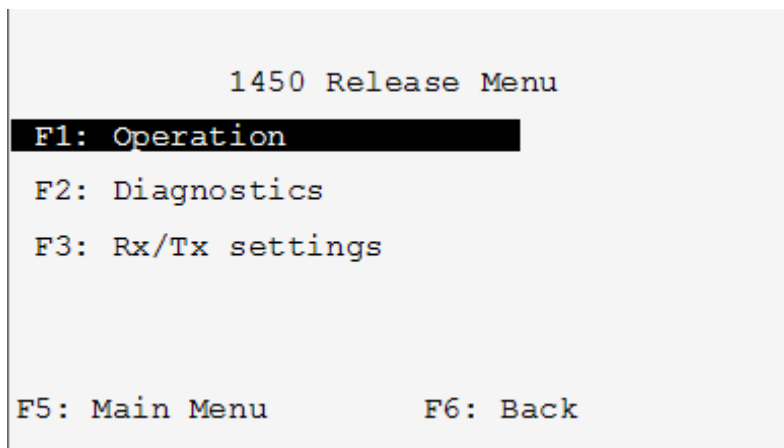 1450 Release Menu
F1: Operation
F2: Diagnostics
F3: Rx/Tx settings
F5: Main Menu F6: Back